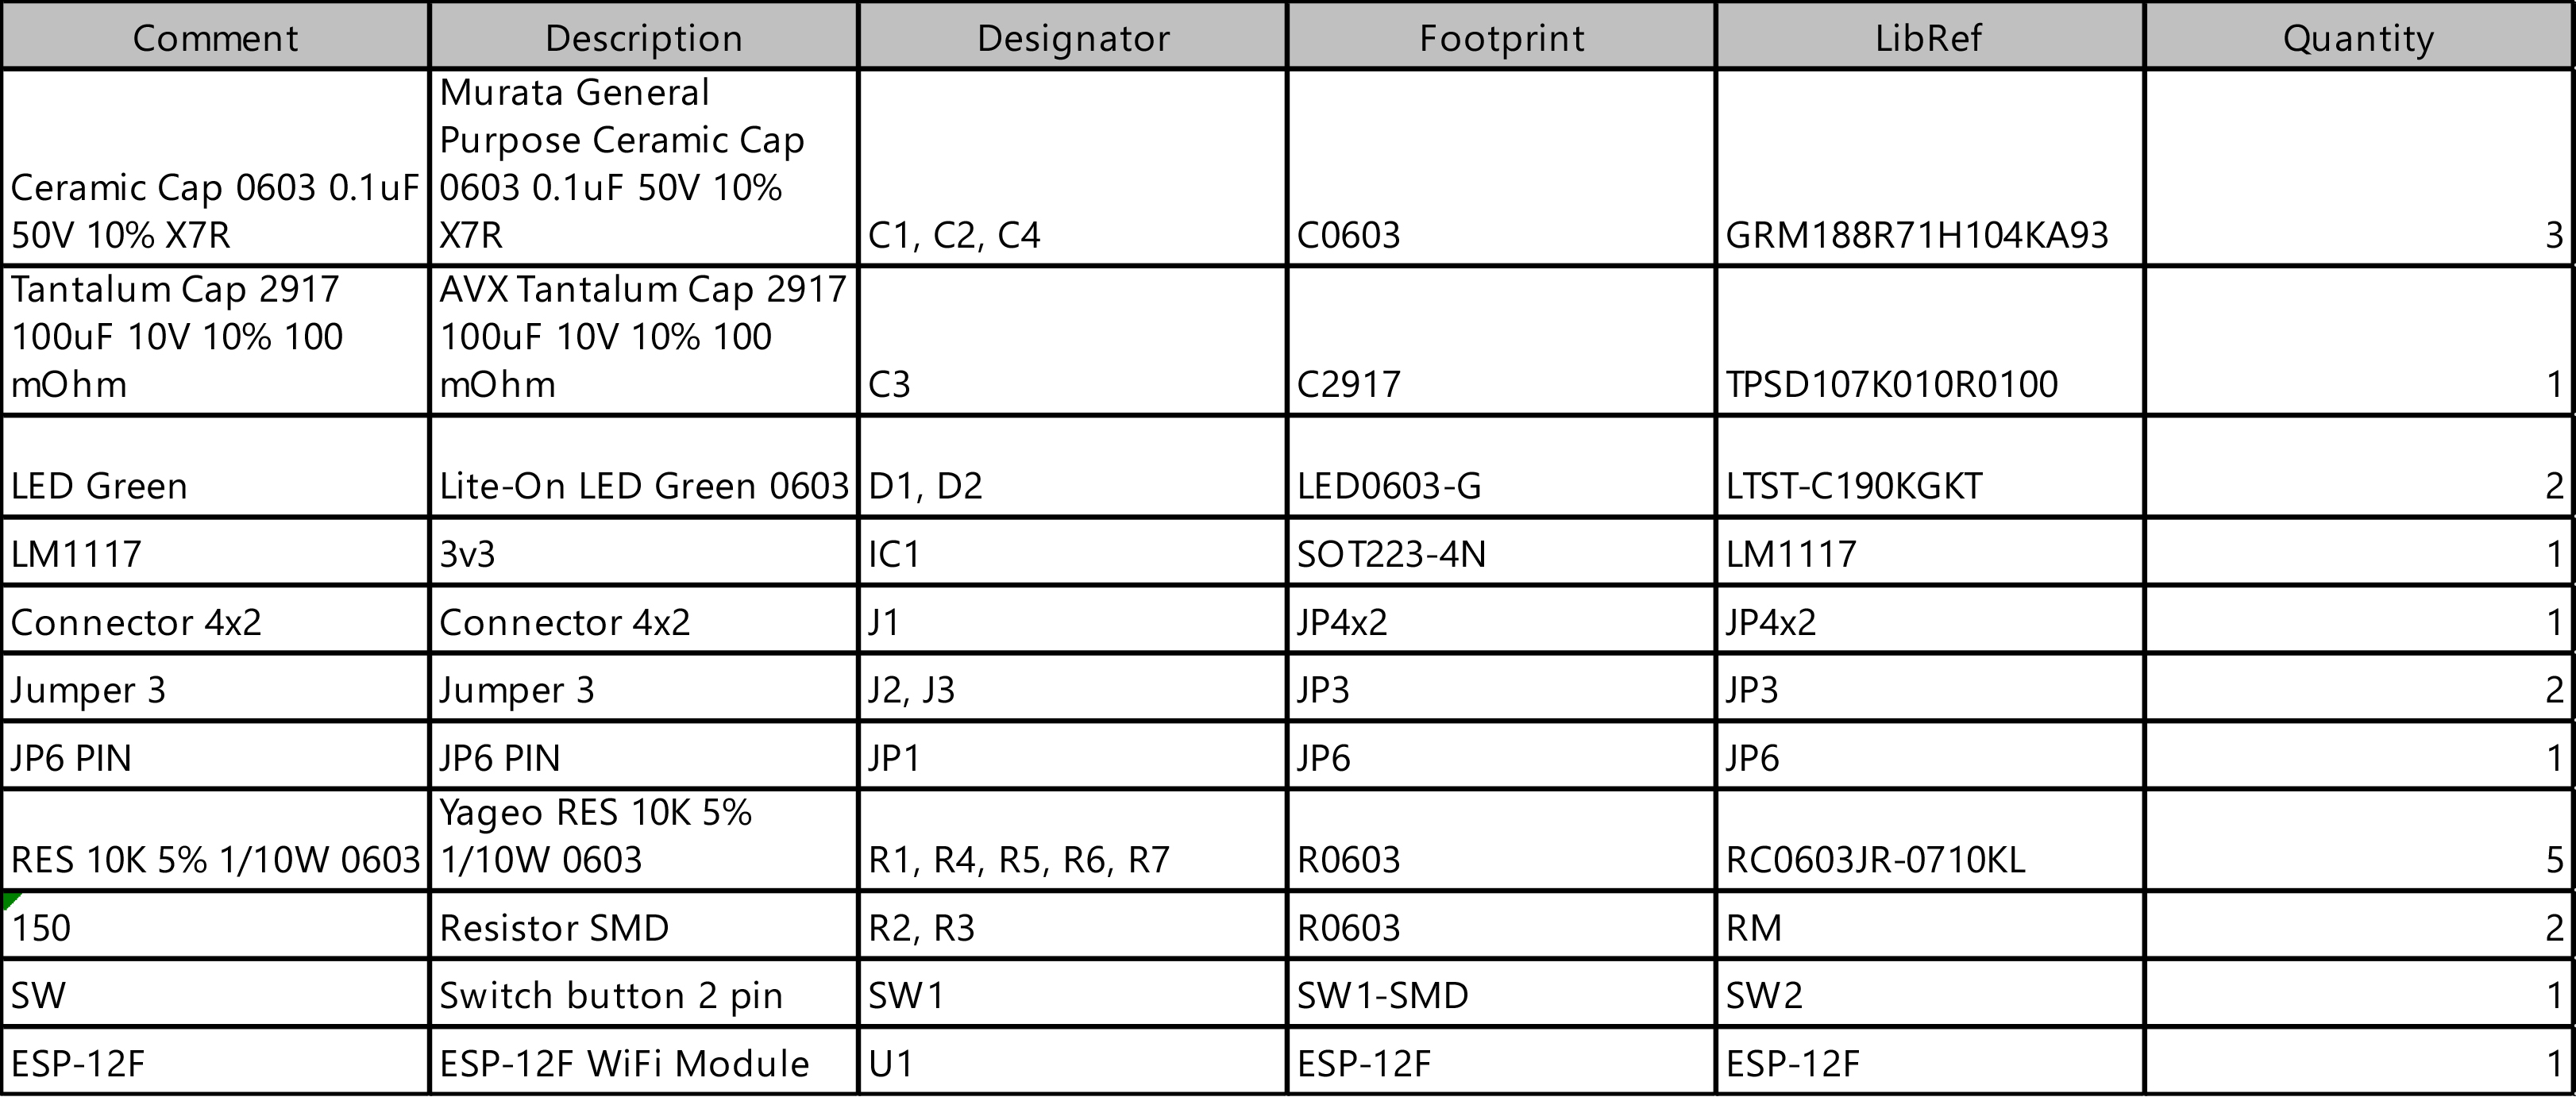 Comment Description Designator Footprint LibRef Quantity
Murata General
Purpose Ceramic Cap
Ceramic Cap 0603 0.1uF 0603 0.1uF 50V 10%
50V 10% X7R X7R C1, C2, C4 C0603 GRM188R71H104KA93 3
Tantalum Cap 2917 AVX Tantalum Cap 2917
100uF 10V 10% 100 100uF 10V 10% 100
mOhm mOhm C3 C2917 TPSD107K010R0100 1
LED Green Lite-On LED Green 0603 D1, D2 LED0603-G LTST-C190KGKT 2
LM1117 3v3 IC1 SOT223-4N LM1117 1
Connector 4x2 Connector 4x2 J1 JP4x2 JP4x2 1
Jumper 3 Jumper 3 J2, J3 JP3 JP3 2
JP6 PIN JP6 PIN JP1 JP6 JP6 1
Yageo RES 10K 5%
RES 10K 5% 1/10W 0603 1/10W 0603 R1, R4, R5, R6, R7 R0603 RC0603JR-0710KL 5
150 Resistor SMD R2, R3 R0603 RM 2
SW Switch button 2 pin SW1 SW1-SMD SW2 1
ESP-12F ESP-12F WiFi Module U1 ESP-12F ESP-12F 1